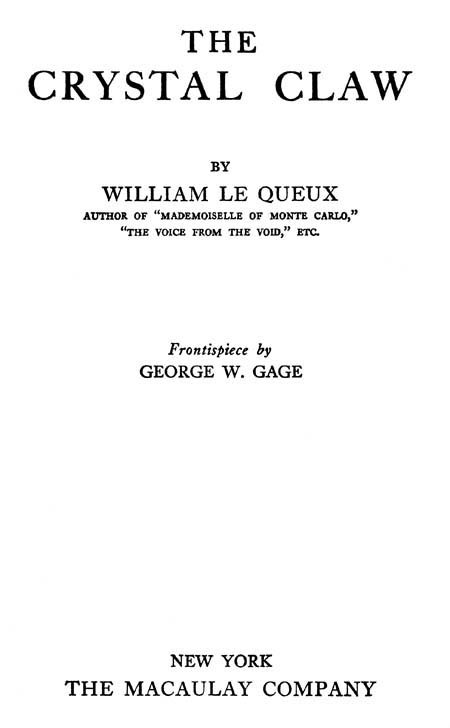 THE
CRYSTAL CLAW
BY
WILLIAM LE QUEUX
AUTHOR OF "MADEMOISELLE OF MONTE CARLO,"
"THE VOICE FROM THE VOID," ETC.
Frontispiece by
GEORGE W. GAGE
NEW YORK
THE MACAULAY COMPANY